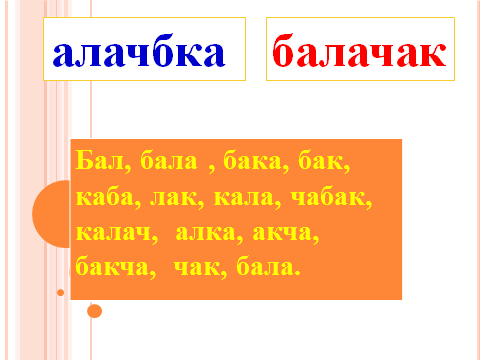 алачбка
балачак
Бал, бала , бака, бак,
каба, лак, кала, чабак,
калач, алка, акча,
бакча, чак, бала.